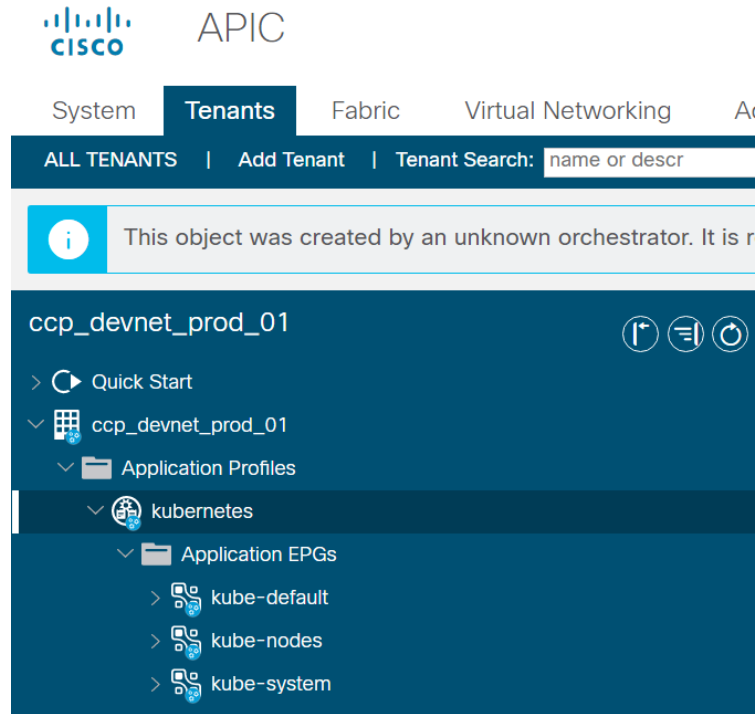 CISCO APIC
System Tenants Fabric Virtual Networking
ALL TENANTS | Add Tenant | Tenant Search: name or descr
i This object was created by an unknown orchestrator. It is r
ccp_devnet_prod_01
Quick Start
ccp_devnet_prod_01
Application Profiles
kubernetes
Application EPGs
kube-default
kube-nodes
kube-system